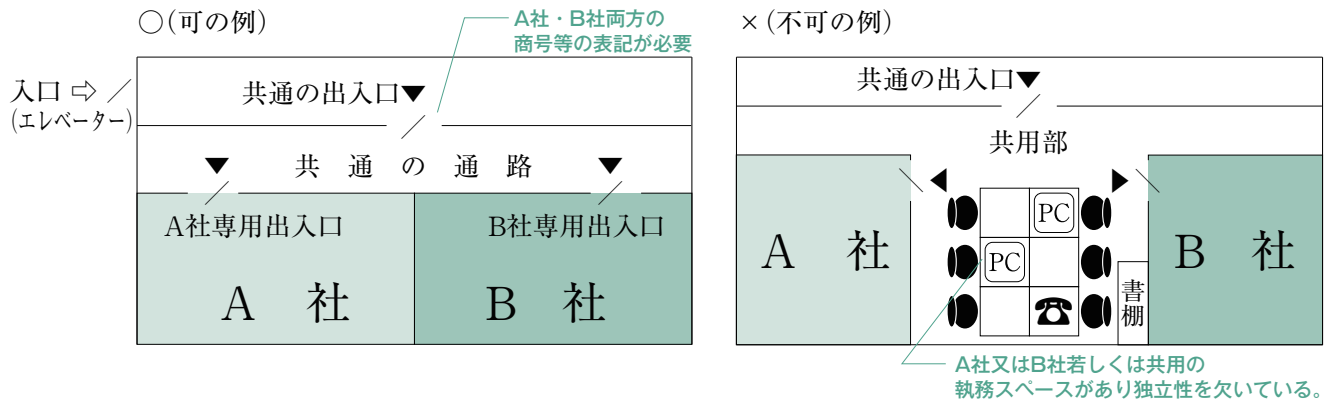 ○(可の例)
A社・B社両方の
商号等の表記が必要
入口⇨
(エレベーター)
共通の出入口▼
▼ 共通の通路 ▼
A社専用出入口
B社専用出入口
A 社
B 社
×(不可の例)
共通の出入口▼
共用部
A 社
PC
PC
書棚
B 社
A社又はB社若しくは共用の
執務スペースがあり独立性を欠いている。